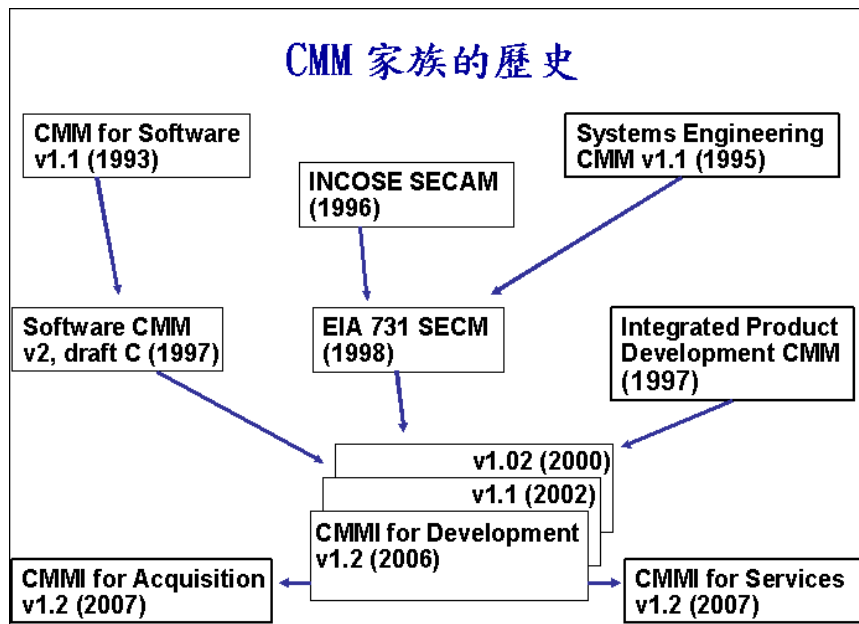 CMM 家族的歷史
CMM for Software
v1.1 (1993)
Systems Engineering
CMM v1.1 (1995)
INCOSE SECAM
(1996)
Software CMM
v2, draft C (1997)
EIA 731 SECM
(1998)
Integrated Product
Development CMM
(1997)
v1.02 (2000)
v1.1 (2002)
CMMI for Development
v1.2 (2006)
CMMI for Acquisition
v1.2 (2007)
CMMI for Services
v1.2 (2007)